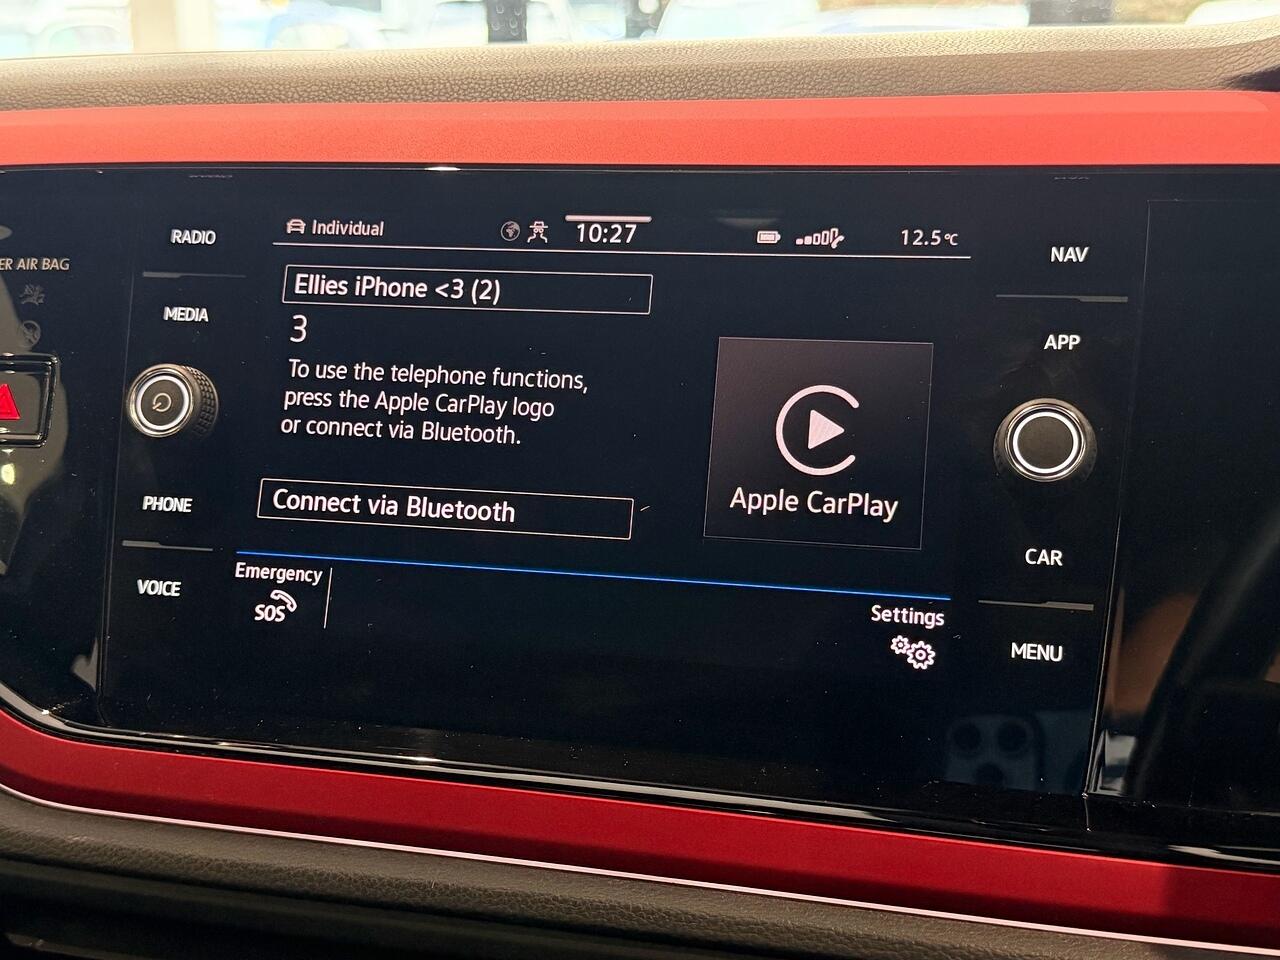 RADIO
MEDIA
PHONE
VOICE
ER AIR BAG
Individual
10:27
12.5°C
Ellies iPhone <3 (2)
3
To use the telephone functions,
press the Apple CarPlay logo
or connect via Bluetooth.
Connect via Bluetooth
Apple CarPlay
Emergency
SOS
Settings
NAV
APP
CAR
MENU